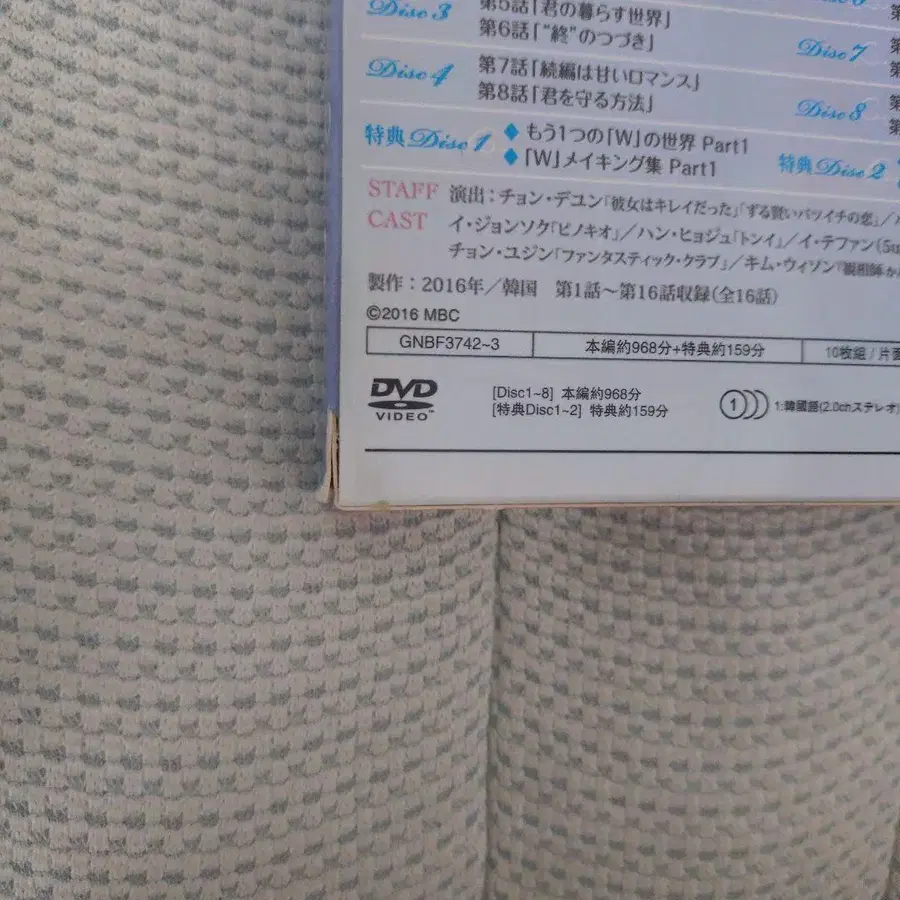 Disc 3
第5話「君の暮らす世界」
第6話「"終"のつづき」
Disc 7
Disc 4
第7話「続編は甘いロマンス」
第8話「君を守る方法」
Disc 8
特典 Disc 1
◆ もう1つの「W」の世界 Part1
◆ 「W」メイキング集 Part1
特典 Disc 2
STAFF 演出：チョン・デユン「彼女はキレイだった」「ずる賢いバツイチの恋」/
CAST イ・ジョンソク「ピノキオ」/ハン・ヒョジュ「トンイ」/イ・テファン(5u
チョン・ユジン「ファンタスティック・クラブ」/キム・ウィソン「観相師
製作：2016年/韓国 第1話～第16話収録(全16話)
©2016 MBC
GNBF3742~3
本編約968分+特典約159分
10枚組 / 片面
DVD
VIDEO™
[Disc1~8] 本編約968分
[特典Disc1~2] 特典約159分
1 1:韓国語(2.0chステレオ)